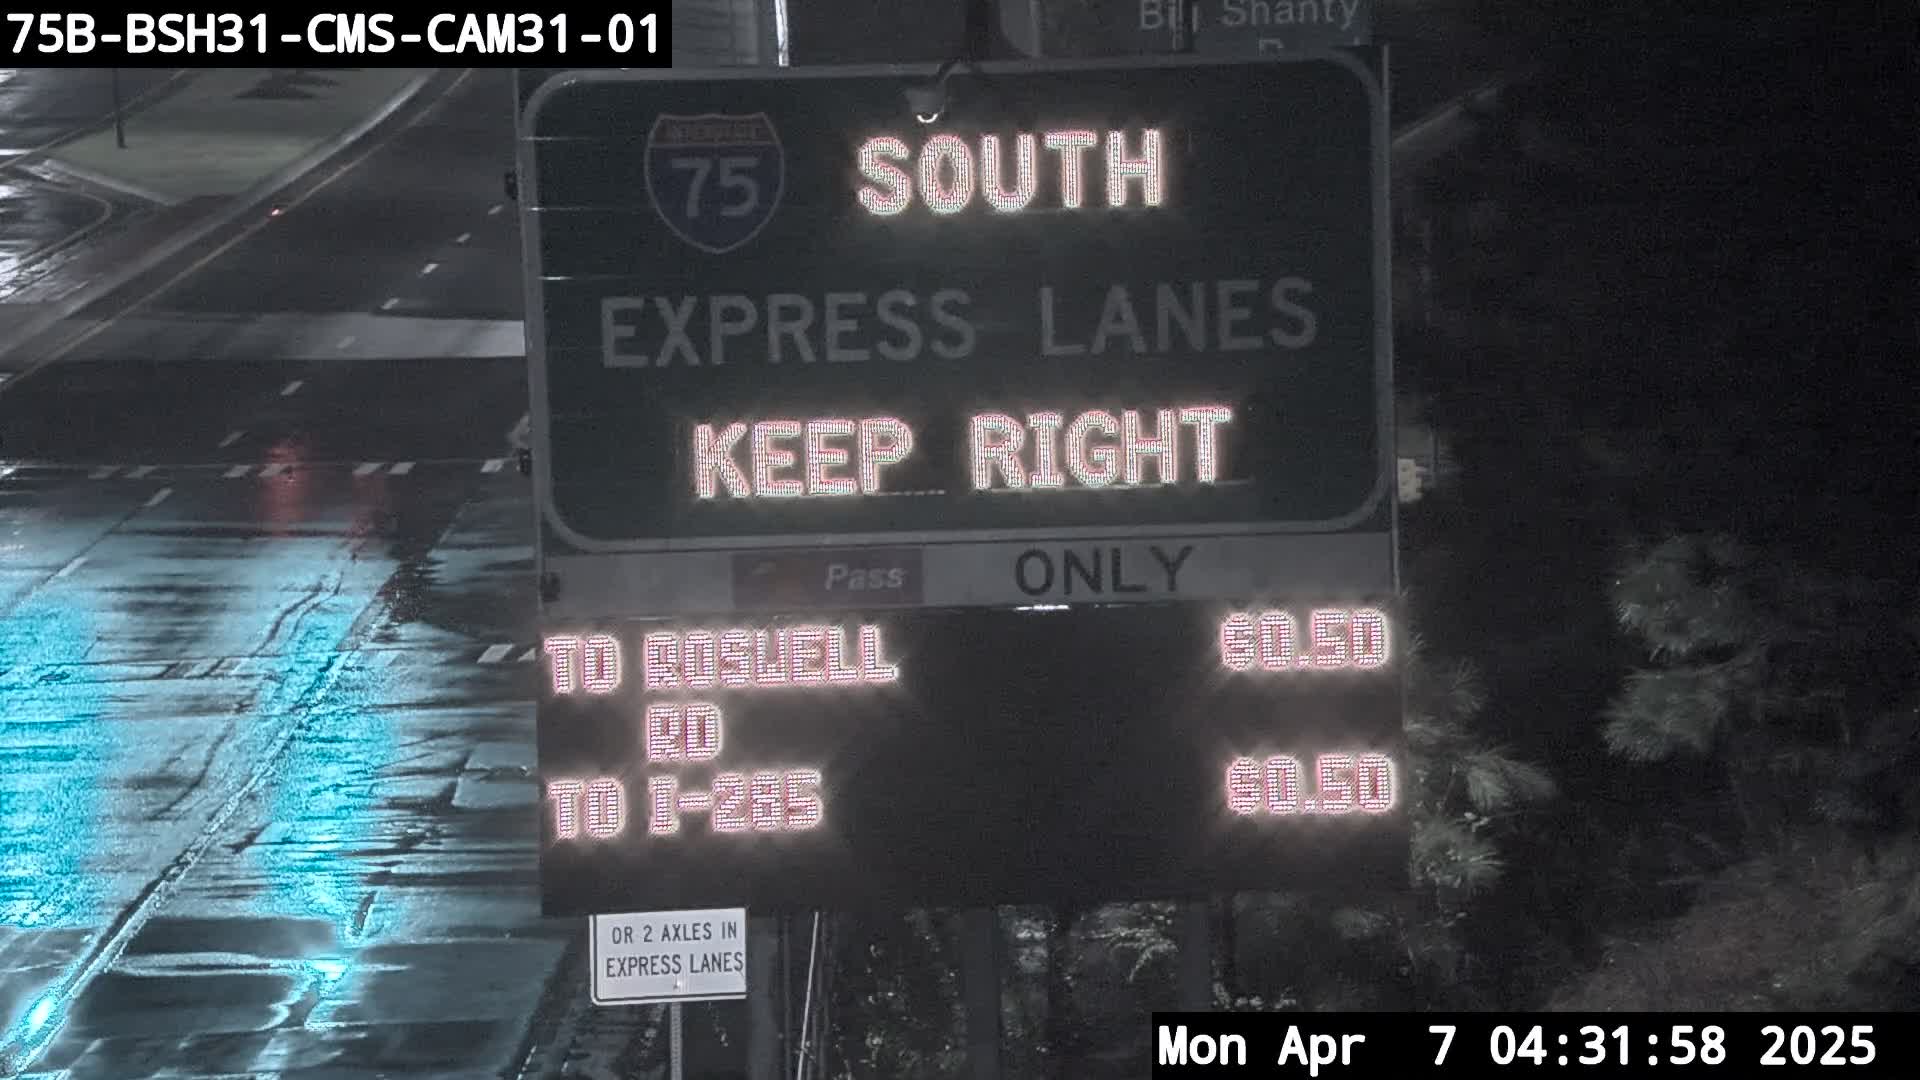 75B-BSH31-CMS-CAM31-01
Shanty
INTERSTATE
75
SOUTH
EXPRESS LANES
KEEP RIGHT
Pass ONLY
TO ROSWELL $0.50
RD
TO I-285 $0.50
OR 2 AXLES IN
EXPRESS LANES
Mon Apr 7 04:31:58 2025